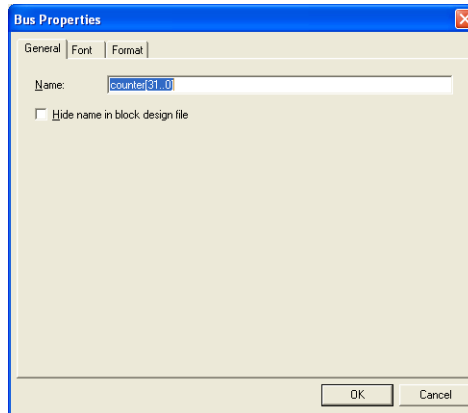 Bus Properties
General Font Format
Name: counter[31..0]
Hide name in block design file
OK Cancel